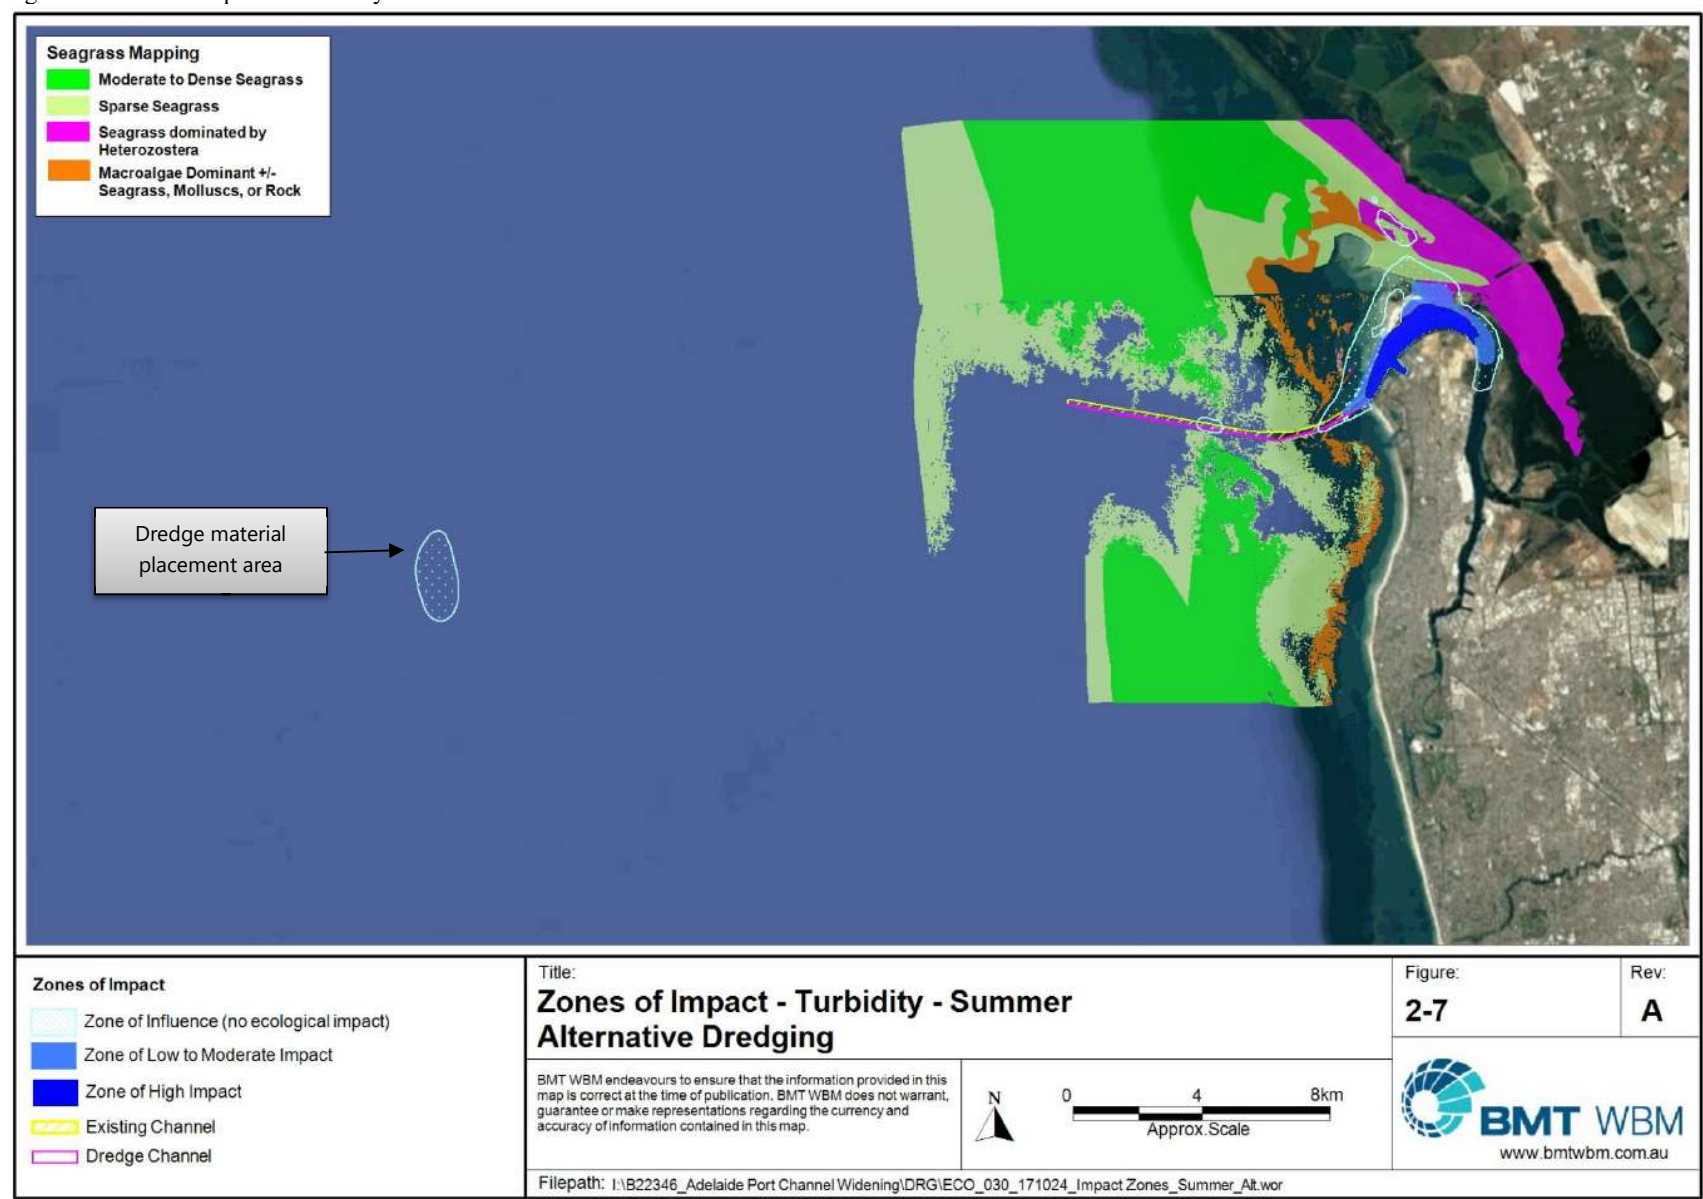 Seagrass Mapping
Moderate to Dense Seagrass
Sparse Seagrass
Seagrass dominated by
Heterozostera
Macroalgae Dominant +/-
Seagrass, Molluscs, or Rock
Dredge material
placement area
Zones of Impact
Zone of Influence (no ecological impact)
Zone of Low to Moderate Impact
Zone of High Impact
Existing Channel
Dredge Channel
Title:
Zones of Impact - Turbidity - Summer
Alternative Dredging
BMT WBM endeavours to ensure that the information provided in this
map is correct at the time of publication. BMT WBM does not warrant,
guarantee or make representations regarding the currency and
accuracy of information contained in this map.
N
0 4 8km
Approx.Scale
Figure:
2-7
Rev:
A
BMT WBM
www.bmtwbm.com.au
Filepath: I:\B22346_Adelaide Port Channel Widening\DRG\ECO_030_171024_Impact Zones_Summer_Alt.wor